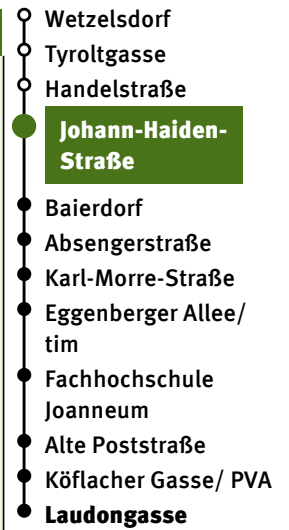 Wetzelsdorf
Tyroltgasse
Handelstraße
Johann-Haiden-
Straße
Baierdorf
Absengerstraße
Karl-Morre-Straße
Eggenberger Allee/
tim
Fachhochschule
Joanneum
Alte Poststraße
Köflacher Gasse/ PVA
Laudongasse